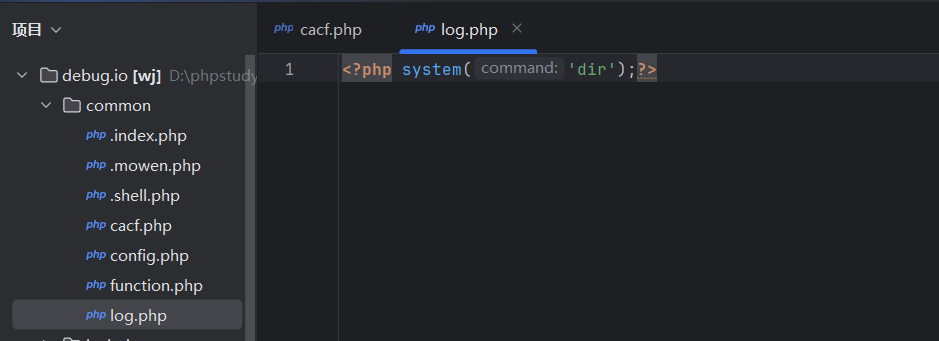 项目
php cacf.php
php log.php
debug.io [wj] D:\phpstudy
common
php .index.php
php .mowen.php
php .shell.php
php cacf.php
php config.php
php function.php
php log.php
1 <?php system( command: 'dir');?>